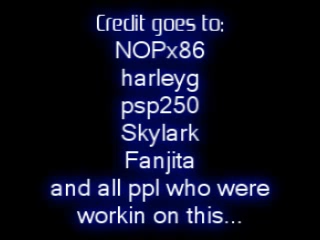 Credit goes to:
NOPx86
harleyg
psp250
Skylark
Fanjita
and all ppl who were
workin on this...